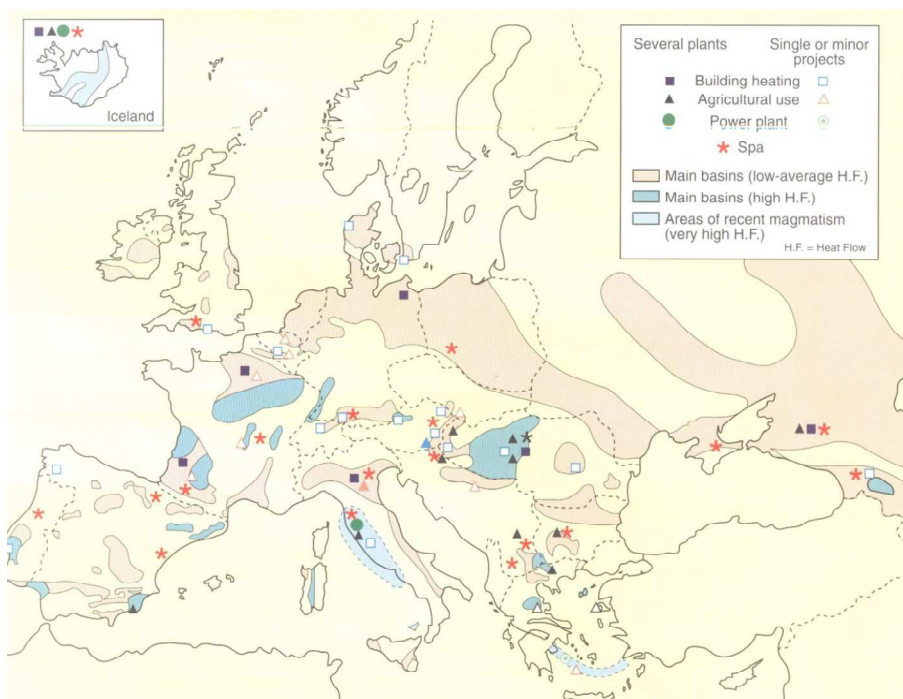 Iceland
Several plants Single or minor projects
Building heating
Agricultural use
Power plant
Spa
Main basins (low-average H.F.)
Main basins (high H.F.)
Areas of recent magmatism
(very high H.F.)
H.F. = Heat Flow